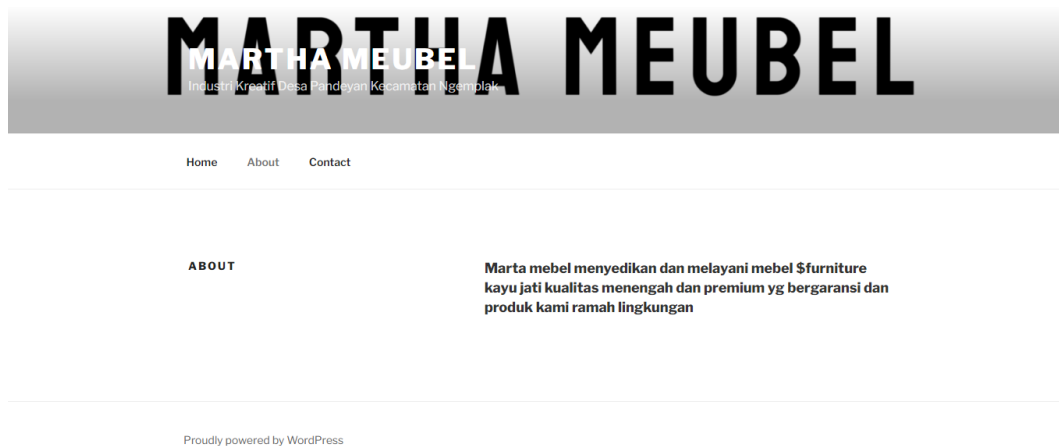 MARTHA MEUBEL
MARTHA MEUBEL
Industri Kreatif Desa Pandeyan Kecamatan Ngemplak
Home About Contact
ABOUT
Marta mebel menyedikan dan melayani mebel $furniture
kayu jati kualitas menengah dan premium yg bergaransi dan
produk kami ramah lingkungan
Proudly powered by WordPress